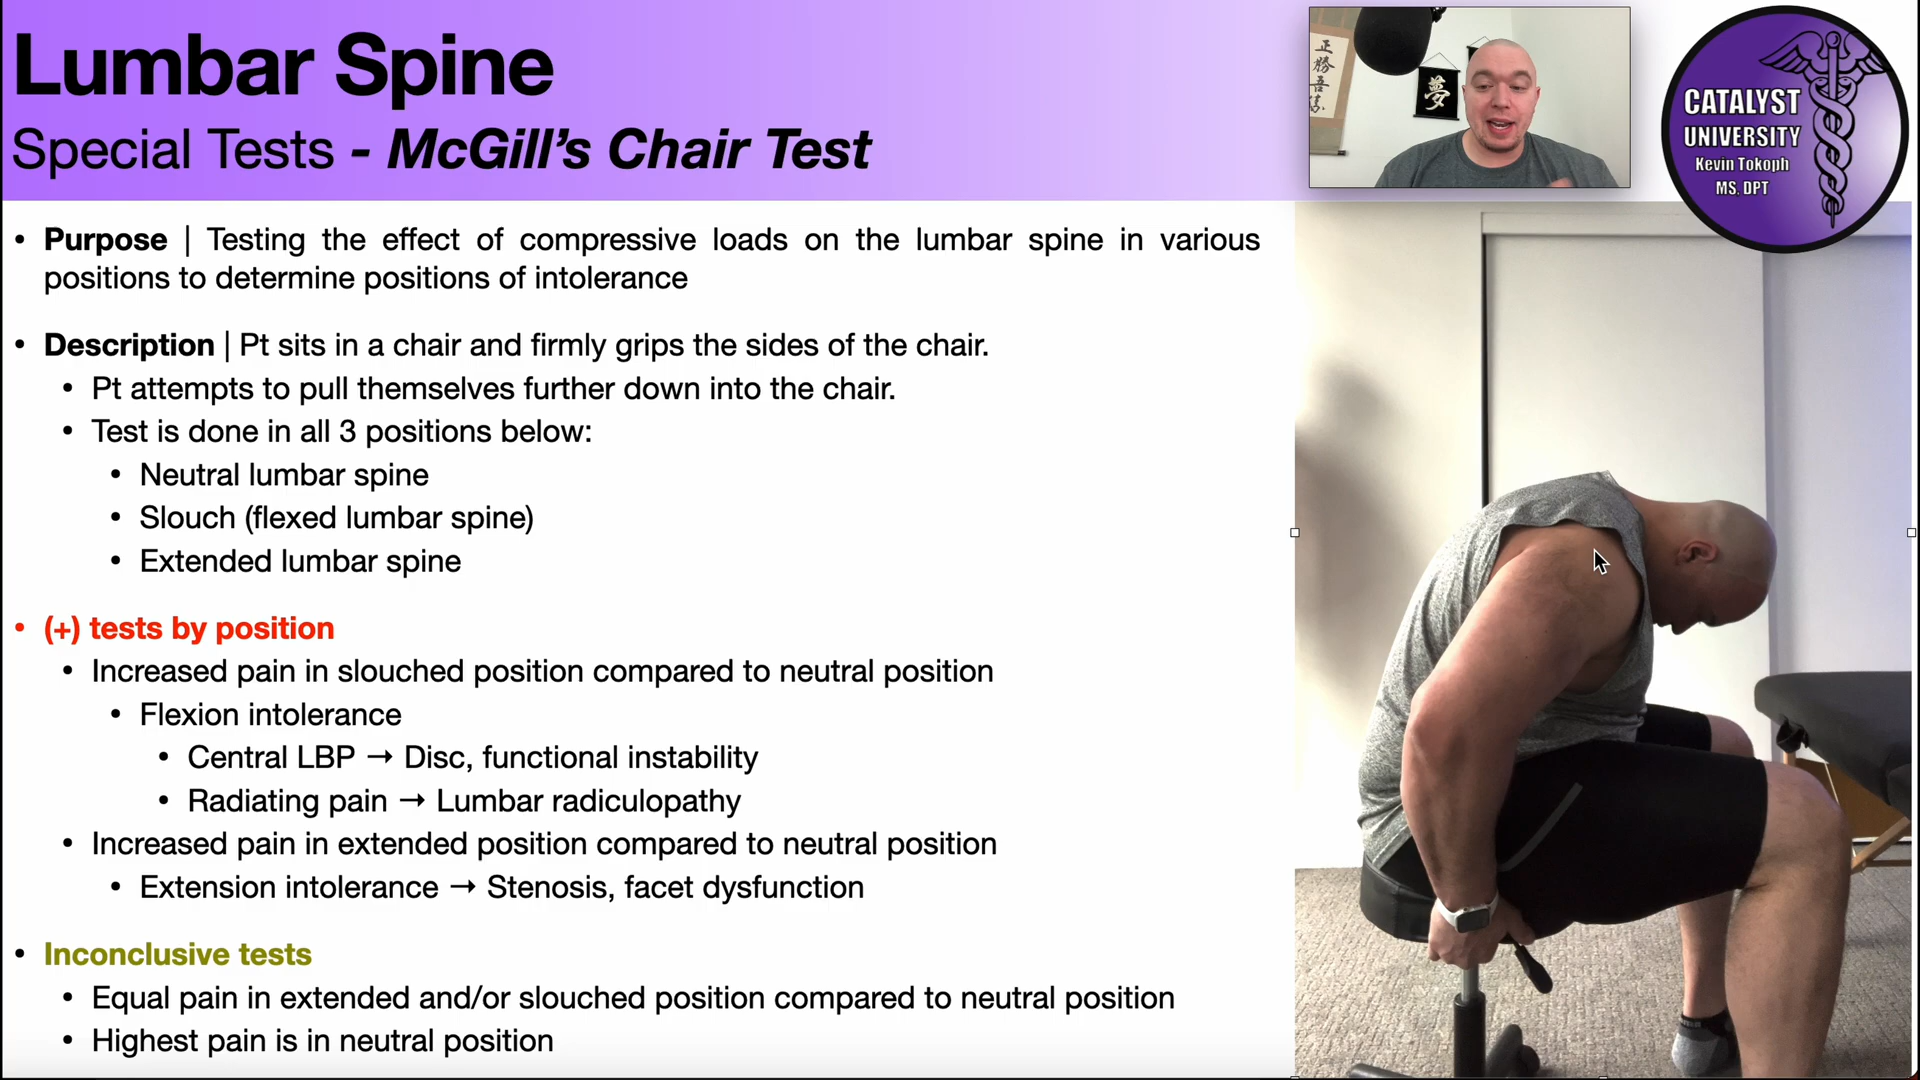 Lumbar Spine
Special Tests - McGill's Chair Test
正
勝
吾
夢
CATALYST
UNIVERSITY
Kevin Tokoph
MS, DPT
• Purpose | Testing the effect of compressive loads on the lumbar spine in various
positions to determine positions of intolerance
• Description | Pt sits in a chair and firmly grips the sides of the chair.
• Pt attempts to pull themselves further down into the chair.
• Test is done in all 3 positions below:
• Neutral lumbar spine
• Slouch (flexed lumbar spine)
• Extended lumbar spine
• (+) tests by position
• Increased pain in slouched position compared to neutral position
• Flexion intolerance
• Central LBP → Disc, functional instability
• Radiating pain → Lumbar radiculopathy
• Increased pain in extended position compared to neutral position
• Extension intolerance → Stenosis, facet dysfunction
• Inconclusive tests
• Equal pain in extended and/or slouched position compared to neutral position
• Highest pain is in neutral position